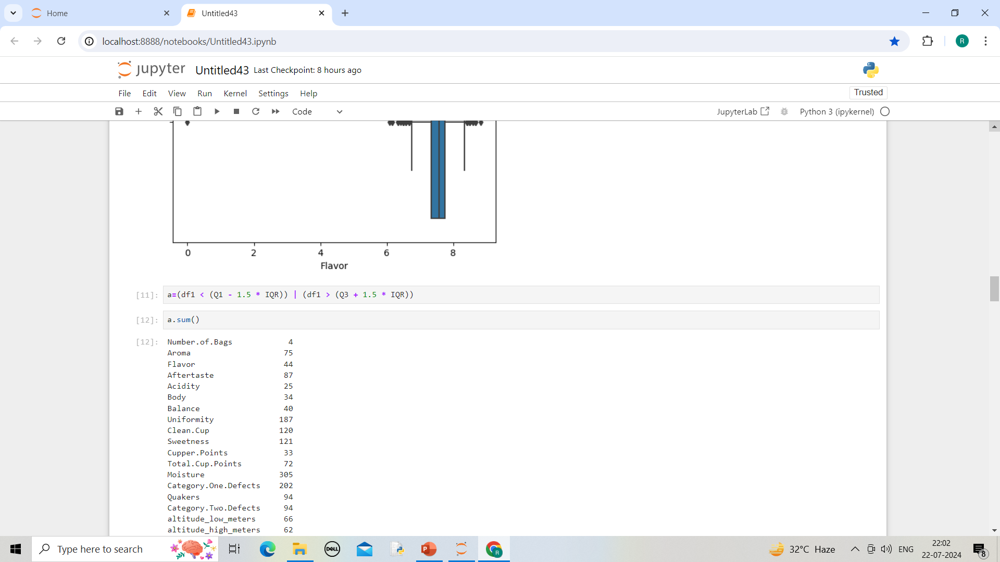 Home
Untitled43
localhost:8888/notebooks/Untitled43.ipynb
R
jupyter Untitled43 Last Checkpoint: 8 hours ago
File Edit View Run Kernel Settings Help
Trusted
Code
JupyterLab
Python 3 (ipykernel)
0 2 4 6 8
Flavor
[11]: a=(df1 < (Q1 - 1.5 * IQR)) | (df1 > (Q3 + 1.5 * IQR))
[12]: a.sum()
[12]: Number.of.Bags 4
Aroma 75
Flavor 44
Aftertaste 87
Acidity 25
Body 34
Balance 40
Uniformity 187
Clean.Cup 120
Sweetness 121
Cupper.Points 33
Total.Cup.Points 72
Moisture 305
Category.One.Defects 202
Quakers 94
Category.Two.Defects 94
altitude_low_meters 66
altitude_high_meters 62
Type here to search
DELL
P
R
32°C Haze
ENG
22:02
22-07-2024
8